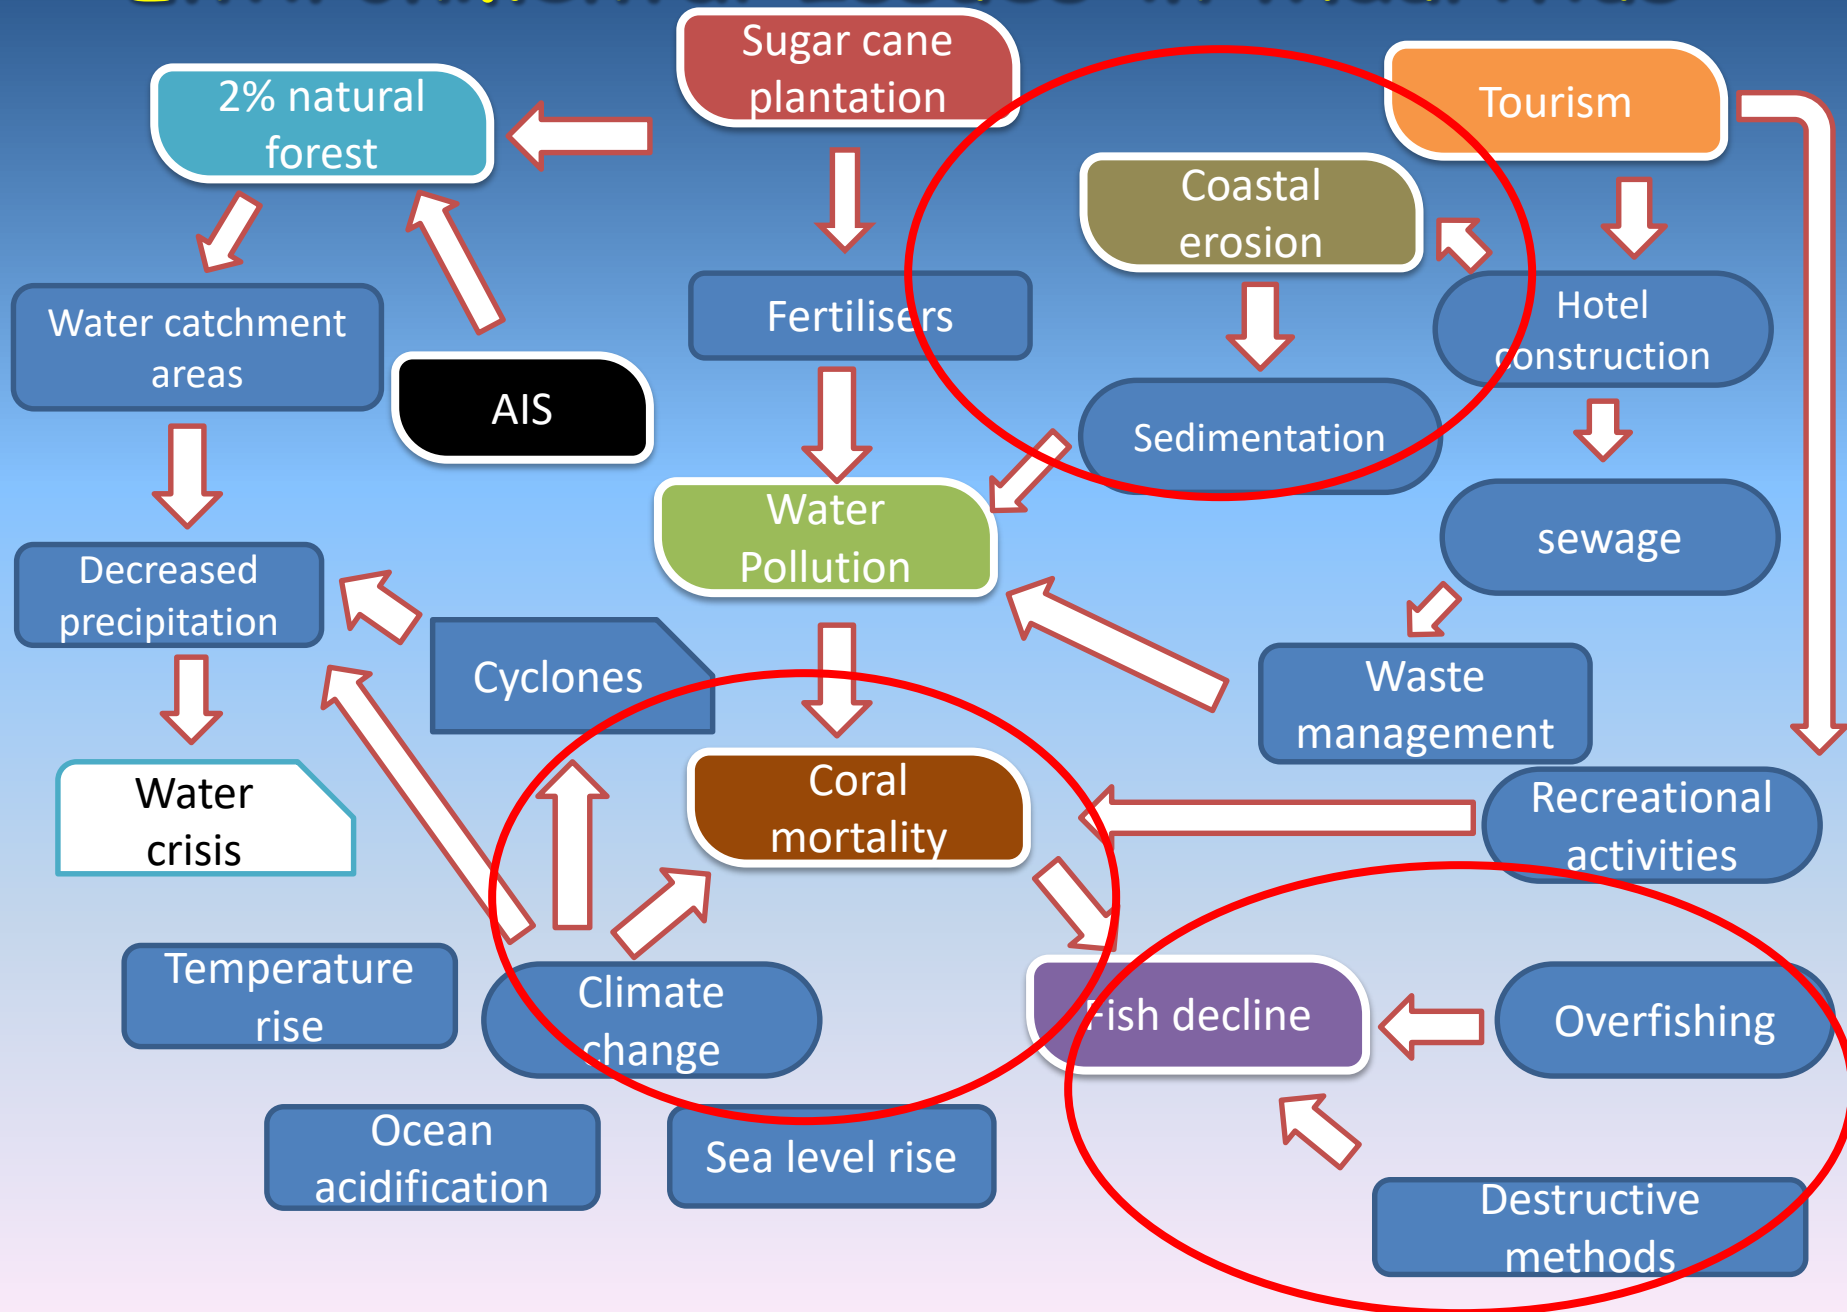 Sugar cane
plantation
2% natural
forest
Tourism
Coastal
erosion
Fertilisers
Hotel
construction
Water catchment
areas
AIS
Sedimentation
Water
Pollution
sewage
Decreased
precipitation
Cyclones
Waste
management
Water
crisis
Coral
mortality
Recreational
activities
Temperature
rise
Climate
change
Fish decline
Overfishing
Ocean
acidification
Sea level rise
Destructive
methods